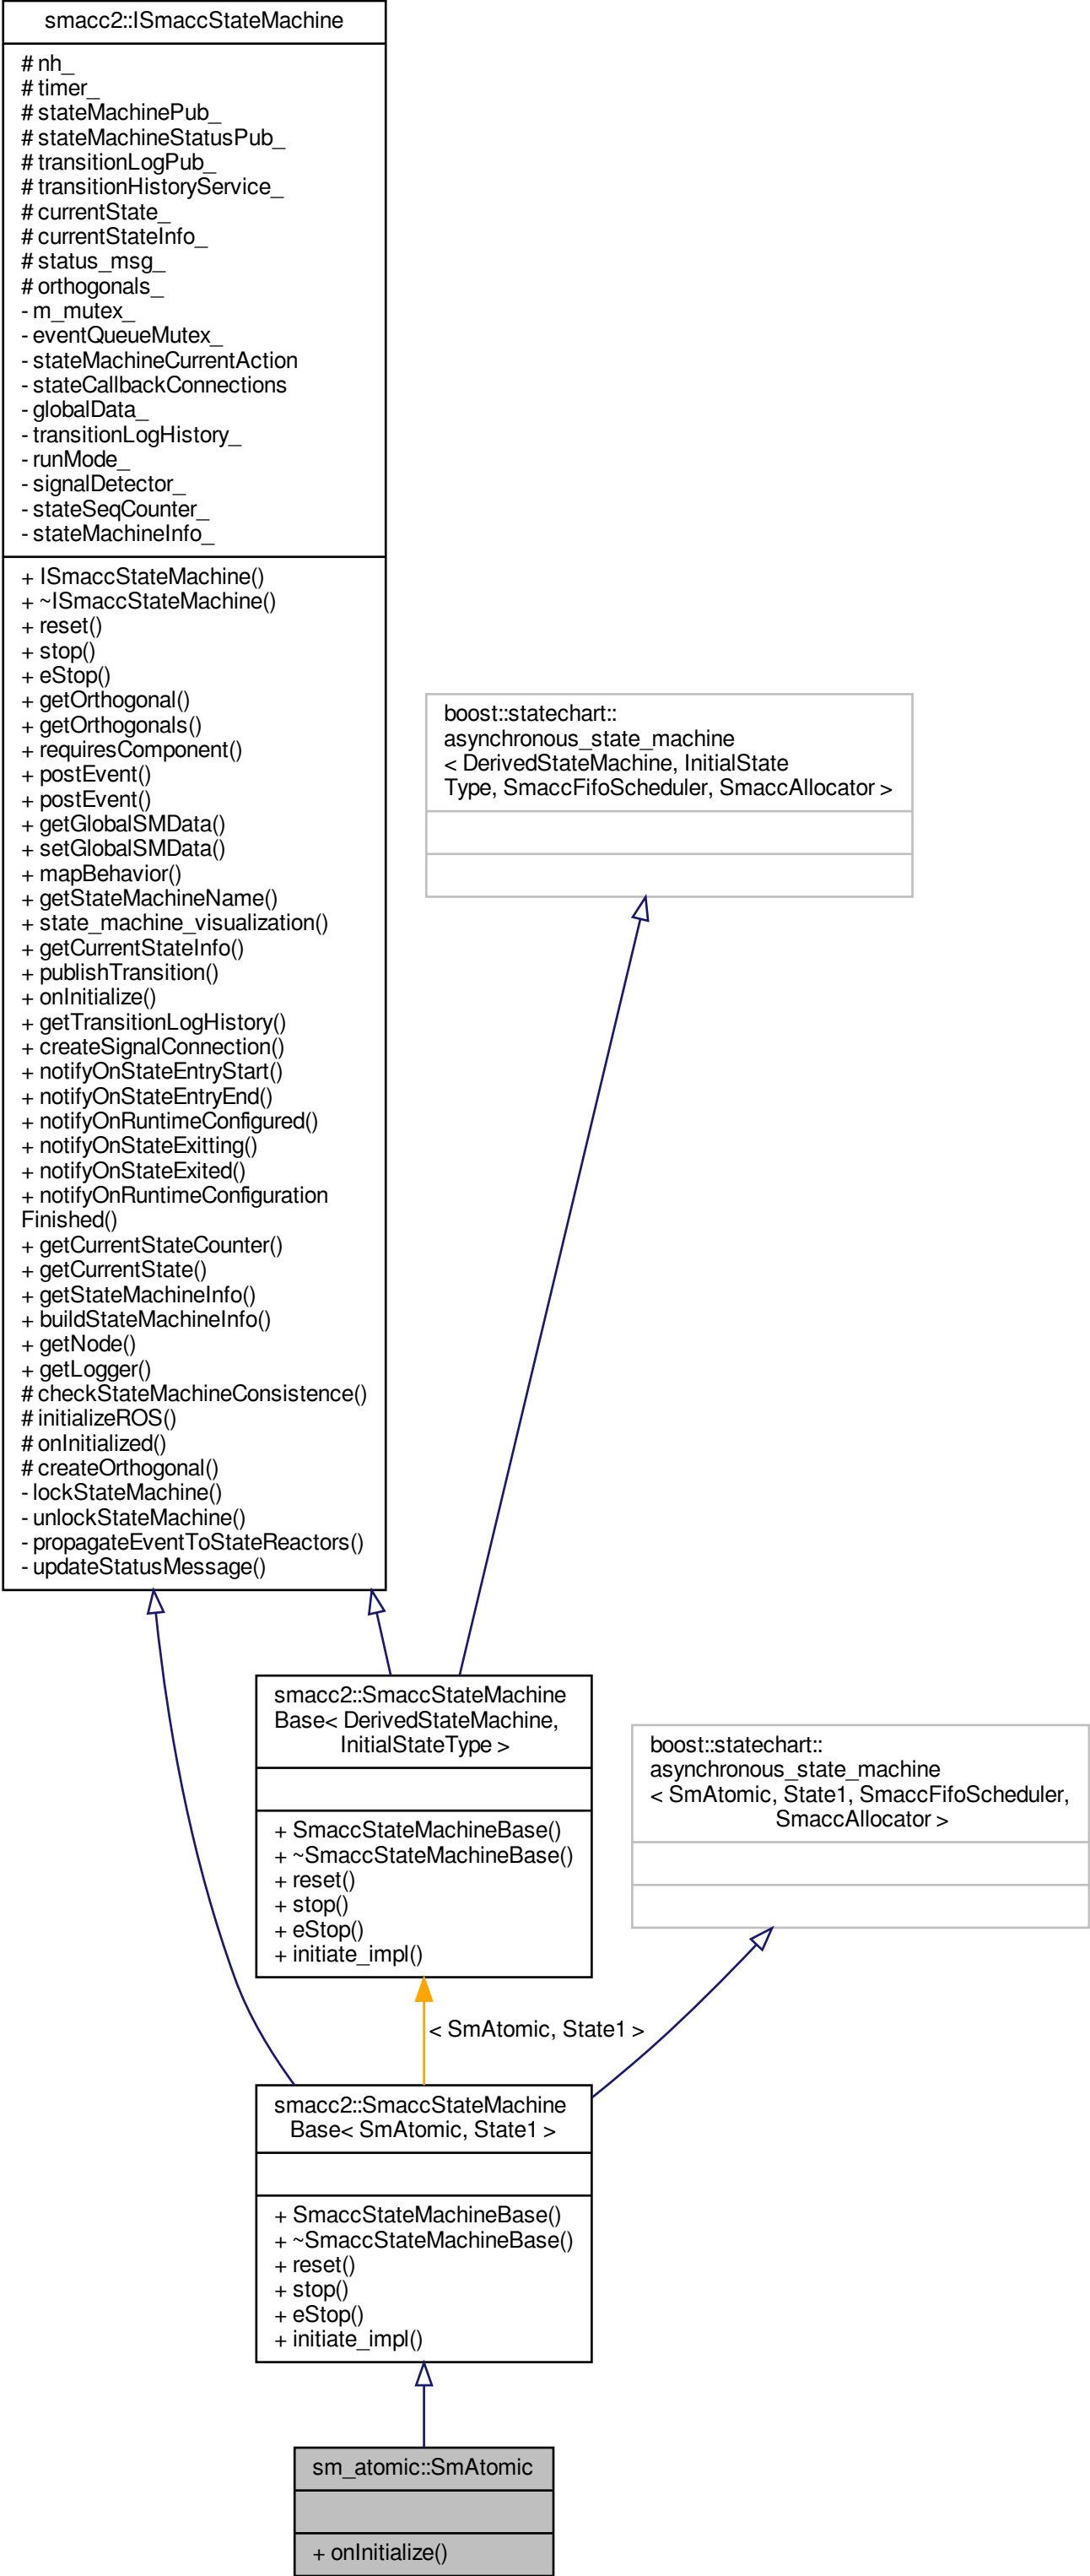 smacc2::ISmaccStateMachine
# nh_
# timer_
# stateMachinePub_
# stateMachineStatusPub_
# transitionLogPub_
# transitionHistoryService_
# currentState_
# currentStateInfo_
# status_msg_
# orthogonals_
- m_mutex_
- eventQueueMutex_
- stateMachineCurrentAction
- stateCallbackConnections
- globalData_
- transitionLogHistory_
- runMode_
- signalDetector_
- stateSeqCounter_
- stateMachineInfo_
+ ISmaccStateMachine()
+ ~ISmaccStateMachine()
+ reset()
+ stop()
+ eStop()
+ getOrthogonal()
+ getOrthogonals()
+ requiresComponent()
+ postEvent()
+ postEvent()
+ getGlobalSMData()
+ setGlobalSMData()
+ mapBehavior()
+ getStateMachineName()
+ state_machine_visualization()
+ getCurrentStateInfo()
+ publishTransition()
+ onInitialize()
+ getTransitionLogHistory()
+ createSignalConnection()
+ notifyOnStateEntryStart()
+ notifyOnStateEntryEnd()
+ notifyOnRuntimeConfigured()
+ notifyOnStateExitting()
+ notifyOnStateExited()
+ notifyOnRuntimeConfiguration
Finished()
+ getCurrentStateCounter()
+ getCurrentState()
+ getStateMachineInfo()
+ buildStateMachineInfo()
+ getNode()
+ getLogger()
# checkStateMachineConsistence()
# initializeROS()
# onInitialized()
# createOrthogonal()
- lockStateMachine()
- unlockStateMachine()
- propagateEventToStateReactors()
- updateStatusMessage()
boost::statechart::
asynchronous_state_machine
< DerivedStateMachine, InitialState
Type, SmaccFifoScheduler, SmaccAllocator >
smacc2::SmaccStateMachine
Base< DerivedStateMachine,
InitialStateType >
+ SmaccStateMachineBase()
+ ~SmaccStateMachineBase()
+ reset()
+ stop()
+ eStop()
+ initiate_impl()
boost::statechart::
asynchronous_state_machine
< SmAtomic, State1, SmaccFifoScheduler,
SmaccAllocator >
< SmAtomic, State1 >
smacc2::SmaccStateMachine
Base< SmAtomic, State1 >
+ SmaccStateMachineBase()
+ ~SmaccStateMachineBase()
+ reset()
+ stop()
+ eStop()
+ initiate_impl()
sm_atomic::SmAtomic
+ onInitialize()